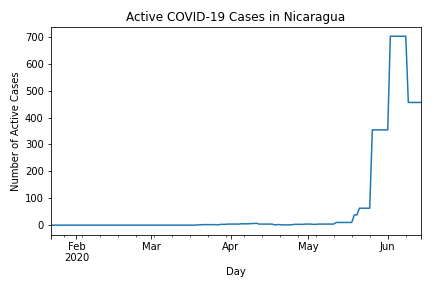 Active COVID-19 Cases in Nicaragua
Number of Active Cases
700
600
500
400
300
200
100
0
Feb
2020
Mar
Apr
May
Jun
Day